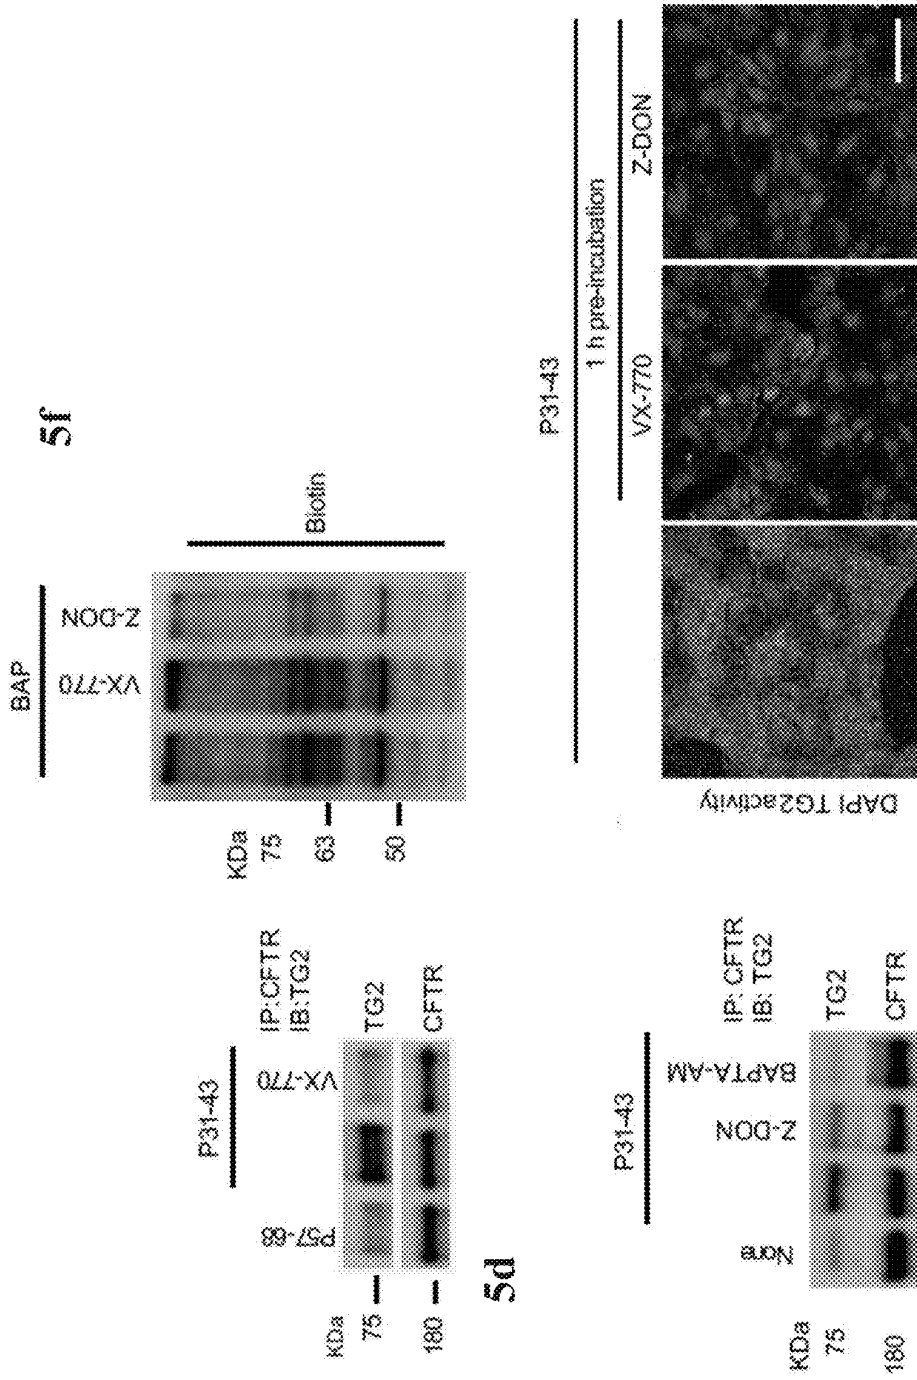 P31-43
P57-68
VX-770
IP:CFTR
IB:TG2
KDa
75
TG2
180
CFTR
5d
P31-43
None
Z-DON
BAPTA-AM
IP: CFTR
IB: TG2
KDa
75
TG2
180
CFTR
BAP
VX-770
Z-DON
KDa
75
63
50
Biotin
5f
P31-43
1 h pre-incubation
VX-770
Z-DON
DAPI TG2 activity